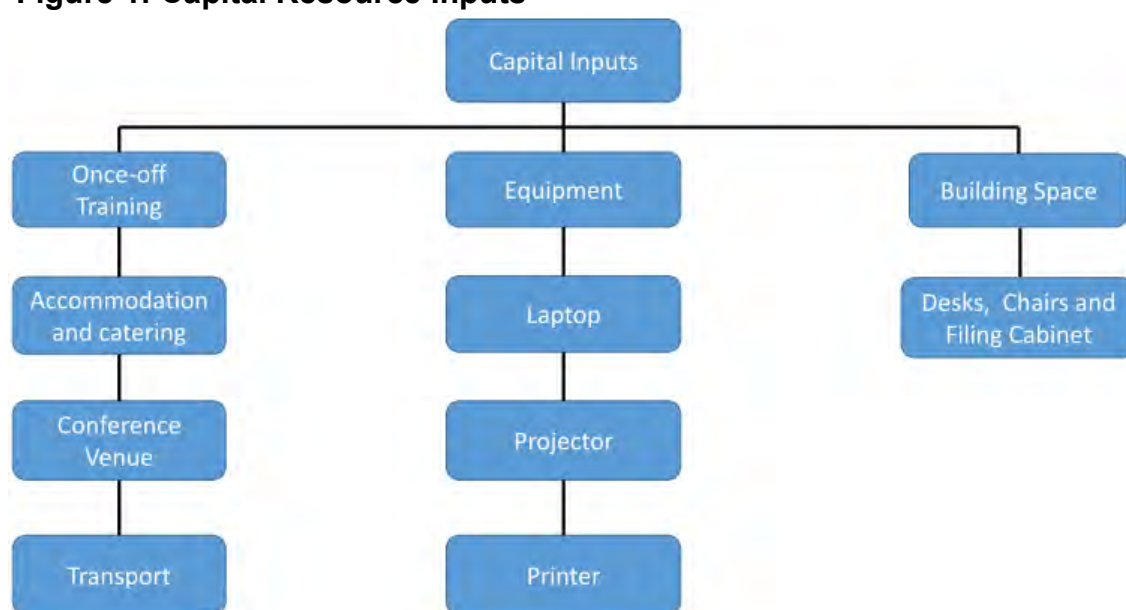 Figure Capital Resource Inputs
Capital Inputs
Once-off
Training
Accommodation
and catering
Conference
Venue
Transport
Equipment
Laptop
Projector
Printer
Building Space
Desks, Chairs and
Filing Cabinet